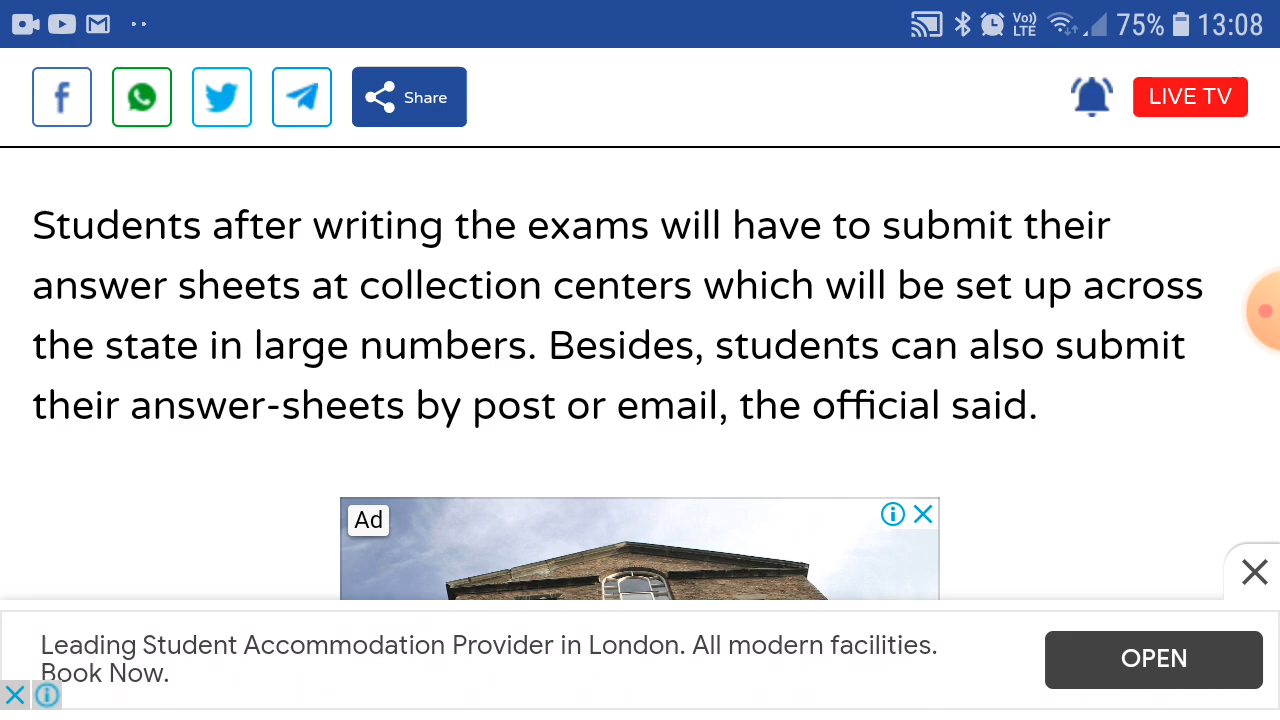 Vo)) LTE 75% 13:08
f Share LIVE TV
Students after writing the exams will have to submit their
answer sheets at collection centers which will be set up across
the state in large numbers. Besides, students can also submit
their answer-sheets by post or email, the official said.
Ad
Leading Student Accommodation Provider in London. All modern facilities.
Book Now.
OPEN